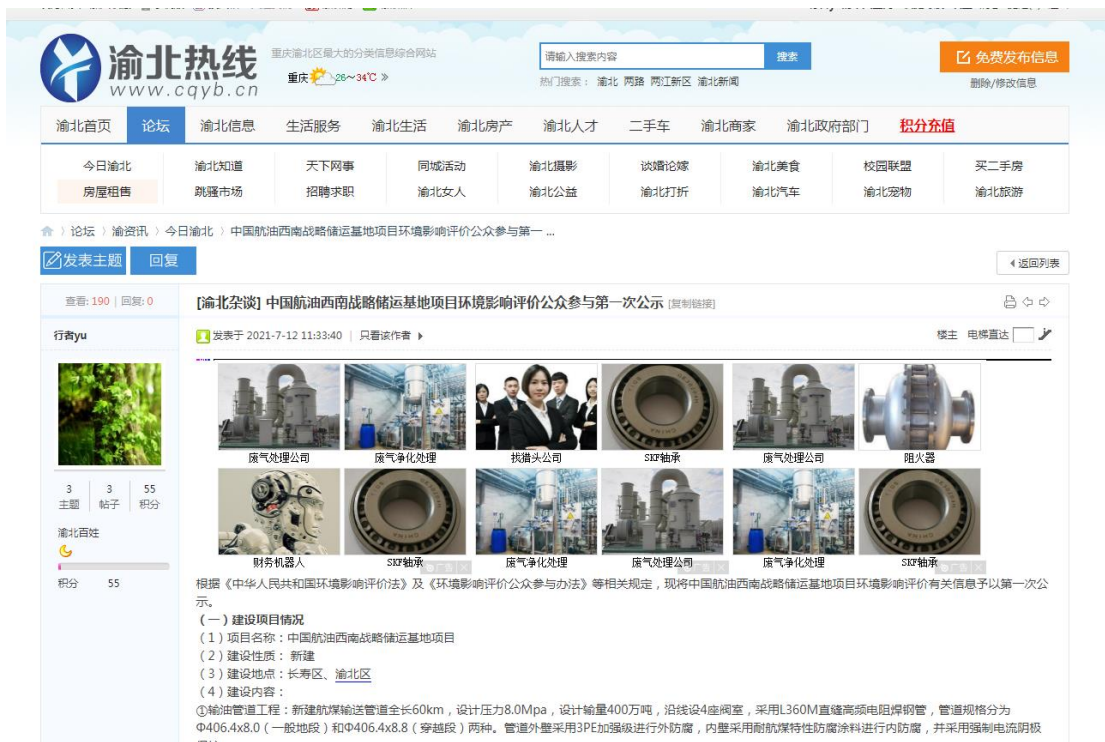 渝北热线
www.cqyb.cn
重庆渝北区最大的分类信息综合网站
重庆 26~34℃ »
请输入搜索内容 搜索
热门搜索： 渝北 两路 两江新区 渝北新闻
免费发布信息
删除/修改信息
渝北首页 论坛 渝北信息 生活服务 渝北生活 渝北房产 渝北人才 二手车 渝北商家 渝北政府部门 积分充值
今日渝北 渝北知道 天下网事 同城活动 渝北摄影 谈婚论嫁 渝北美食 校园联盟 买二手房
房屋租售 跳骚市场 招聘求职 渝北女人 渝北公益 渝北打折 渝北汽车 渝北宠物 渝北旅游
论坛 › 渝资讯 › 今日渝北 › 中国航油西南战略储运基地项目环境影响评价公众参与第一 ...
发表主题 回复 返回列表
查看: 190 | 回复: 0
[渝北杂谈] 中国航油西南战略储运基地项目环境影响评价公众参与第一次公示 [复制链接]
行者yu
发表于 2021-7-12 11:33:40 | 只看该作者
楼主 电梯直达
废气处理公司 废气净化处理 找猎头公司 SKF轴承 废气处理公司 阻火器
财务机器人 SKF轴承 废气净化处理 废气处理公司 废气净化处理 SKF轴承
3 3 55
主题 帖子 积分
渝北百姓
积分 55
根据《中华人民共和国环境影响评价法》及《环境影响评价公众参与办法》等相关规定，现将中国航油西南战略储运基地项目环境影响评价有关信息予以第一次公
示。
（一）建设项目情况
（1）项目名称：中国航油西南战略储运基地项目
（2）建设性质： 新建
（3）建设地点：长寿区、渝北区
（4）建设内容：
①输油管道工程：新建航煤输送管道全长60km，设计压力8.0Mpa，设计输量400万吨，沿线设4座阀室，采用L360M直缝高频电阻焊钢管，管道规格分为
Φ406.4x8.0（一般地段）和Φ406.4x8.8（穿越段）两种。管道外壁采用3PE加强级进行外防腐，内壁采用耐航煤特性防腐涂料进行内防腐，并采用强制电流阴极